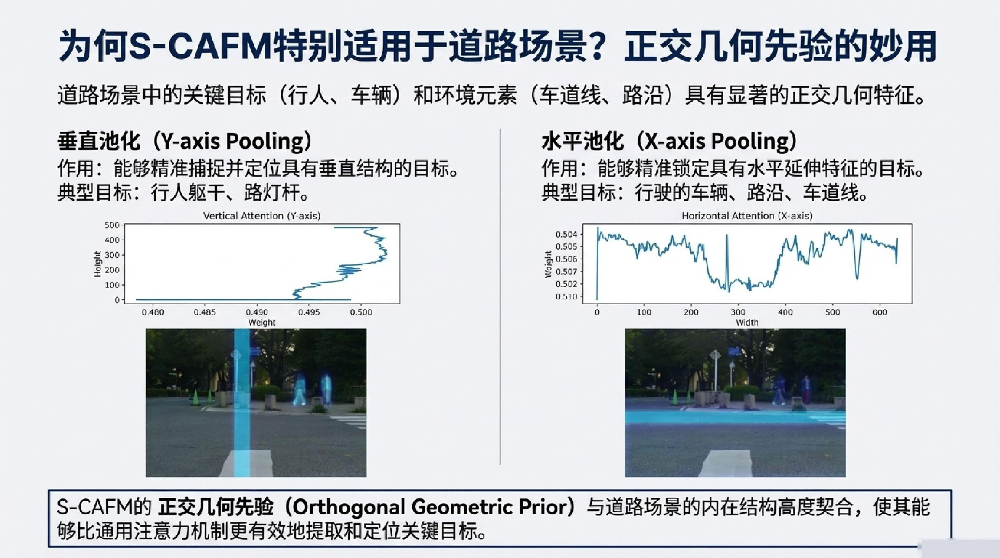 为何S-CAFM特别适用于道路场景？正交几何先验的妙用
道路场景中的关键目标（行人、车辆）和环境元素（车道线、路沿）具有显著的正交几何特征。
垂直池化（Y-axis Pooling）
作用：能够精准捕捉并定位具有垂直结构的目标。
典型目标：行人躯干、路灯杆。
Vertical Attention (Y-axis)
500
400
300
200
100
0
Hoight
0.480 0.485 0.490 0.495 0.500
Weight
水平池化（X-axis Pooling）
作用：能够精准锁定具有水平延伸特征的目标。
典型目标：行驶的车辆、路沿、车道线。
Horizontal Attention (X-axis)
0.504
0.505
0.506
0.507
0.502
0.510
Woight
0 100 200 300 400 500 600
Width
S-CAFM的 正交几何先验（Orthogonal Geometric Prior）与道路场景的内在结构高度契合，使其能
够比通用注意力机制更有效地提取和定位关键目标。